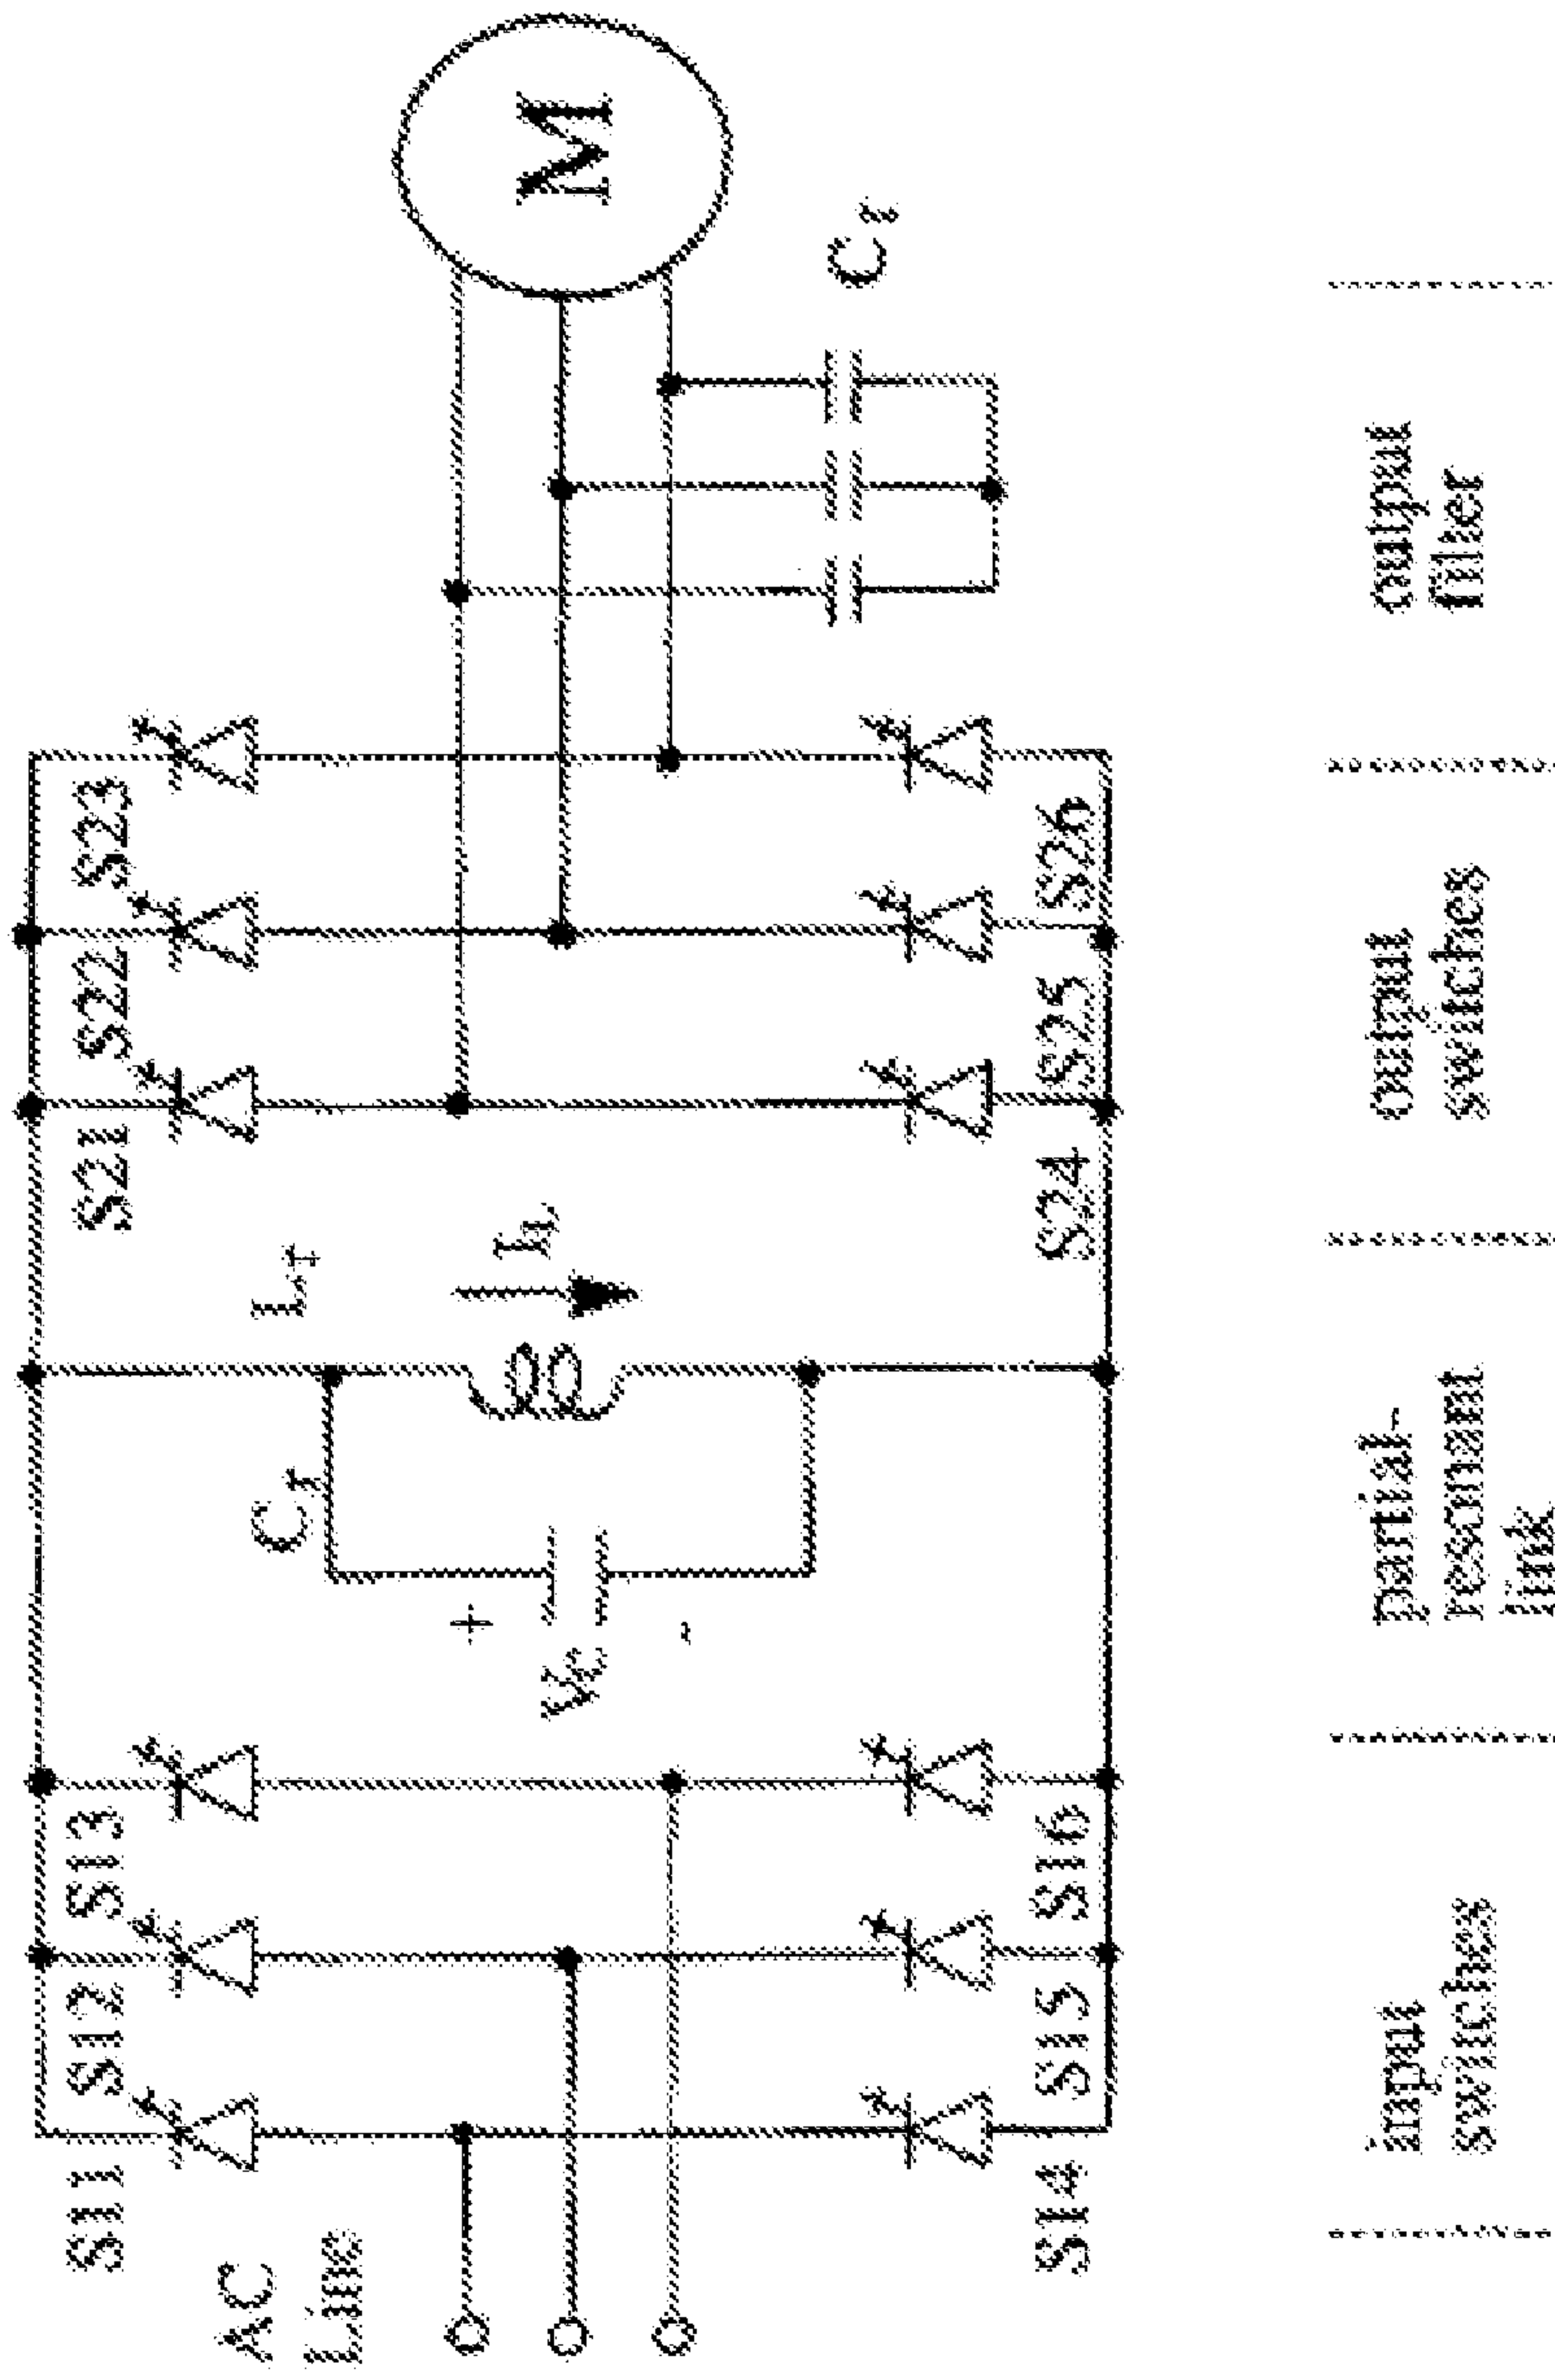 S11 S12 S13 S21 S22 S23
AC
Line
C_r L_r
V_C + -
I_L
M
C_f
S14 S15 S16 S24 S25 S26
input
switches
partial-
resonant
link
output
switches
output
filter